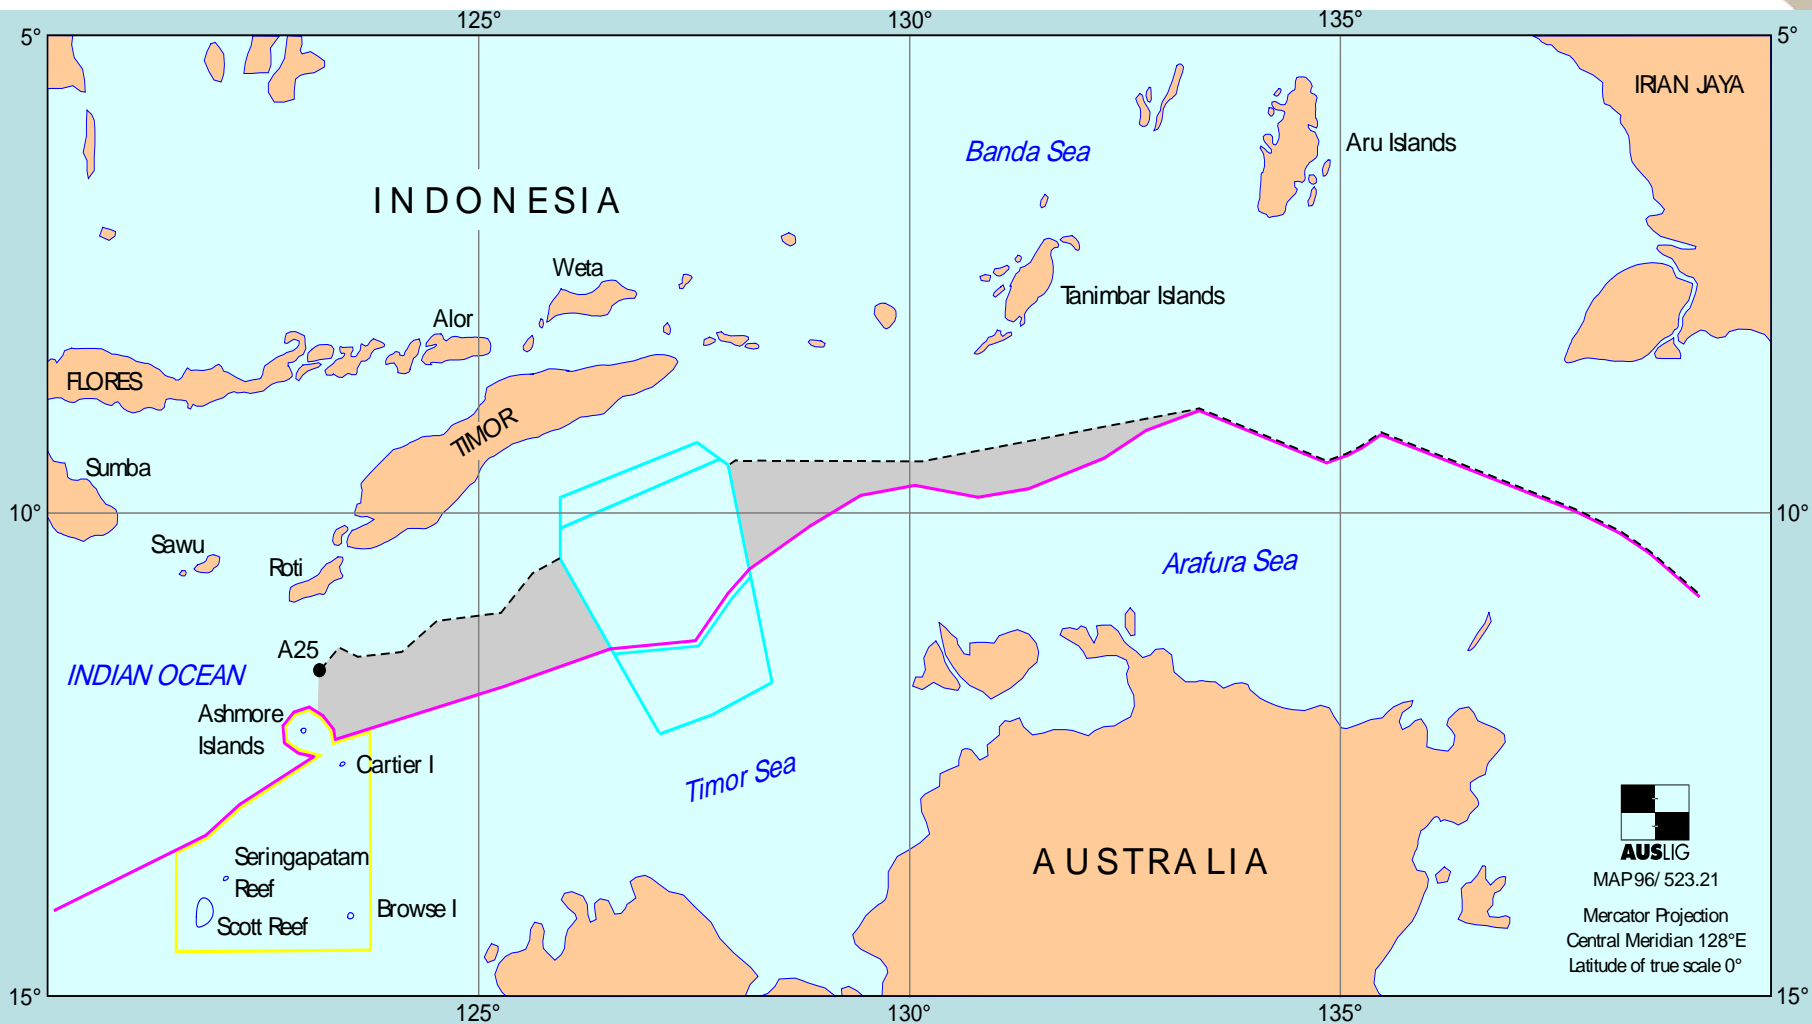 125°
130°
135°
5°
5°
IRIAN JAYA
Banda Sea
Aru Islands
INDONESIA
Weta
Tanimbar Islands
Alor
FLORES
TIMOR
Sumba
10°
10°
Sawu
Roti
Arafura Sea
A25
INDIAN OCEAN
Ashmore
Islands
Cartier I
Timor Sea
Seringapatam
Reef
Scott Reef
Browse I
AUSTRALIA
AUSLIG
MAP 96/ 523.21
Mercator Projection
Central Meridian 128°E
Latitude of true scale 0°
15°
15°
125°
130°
135°